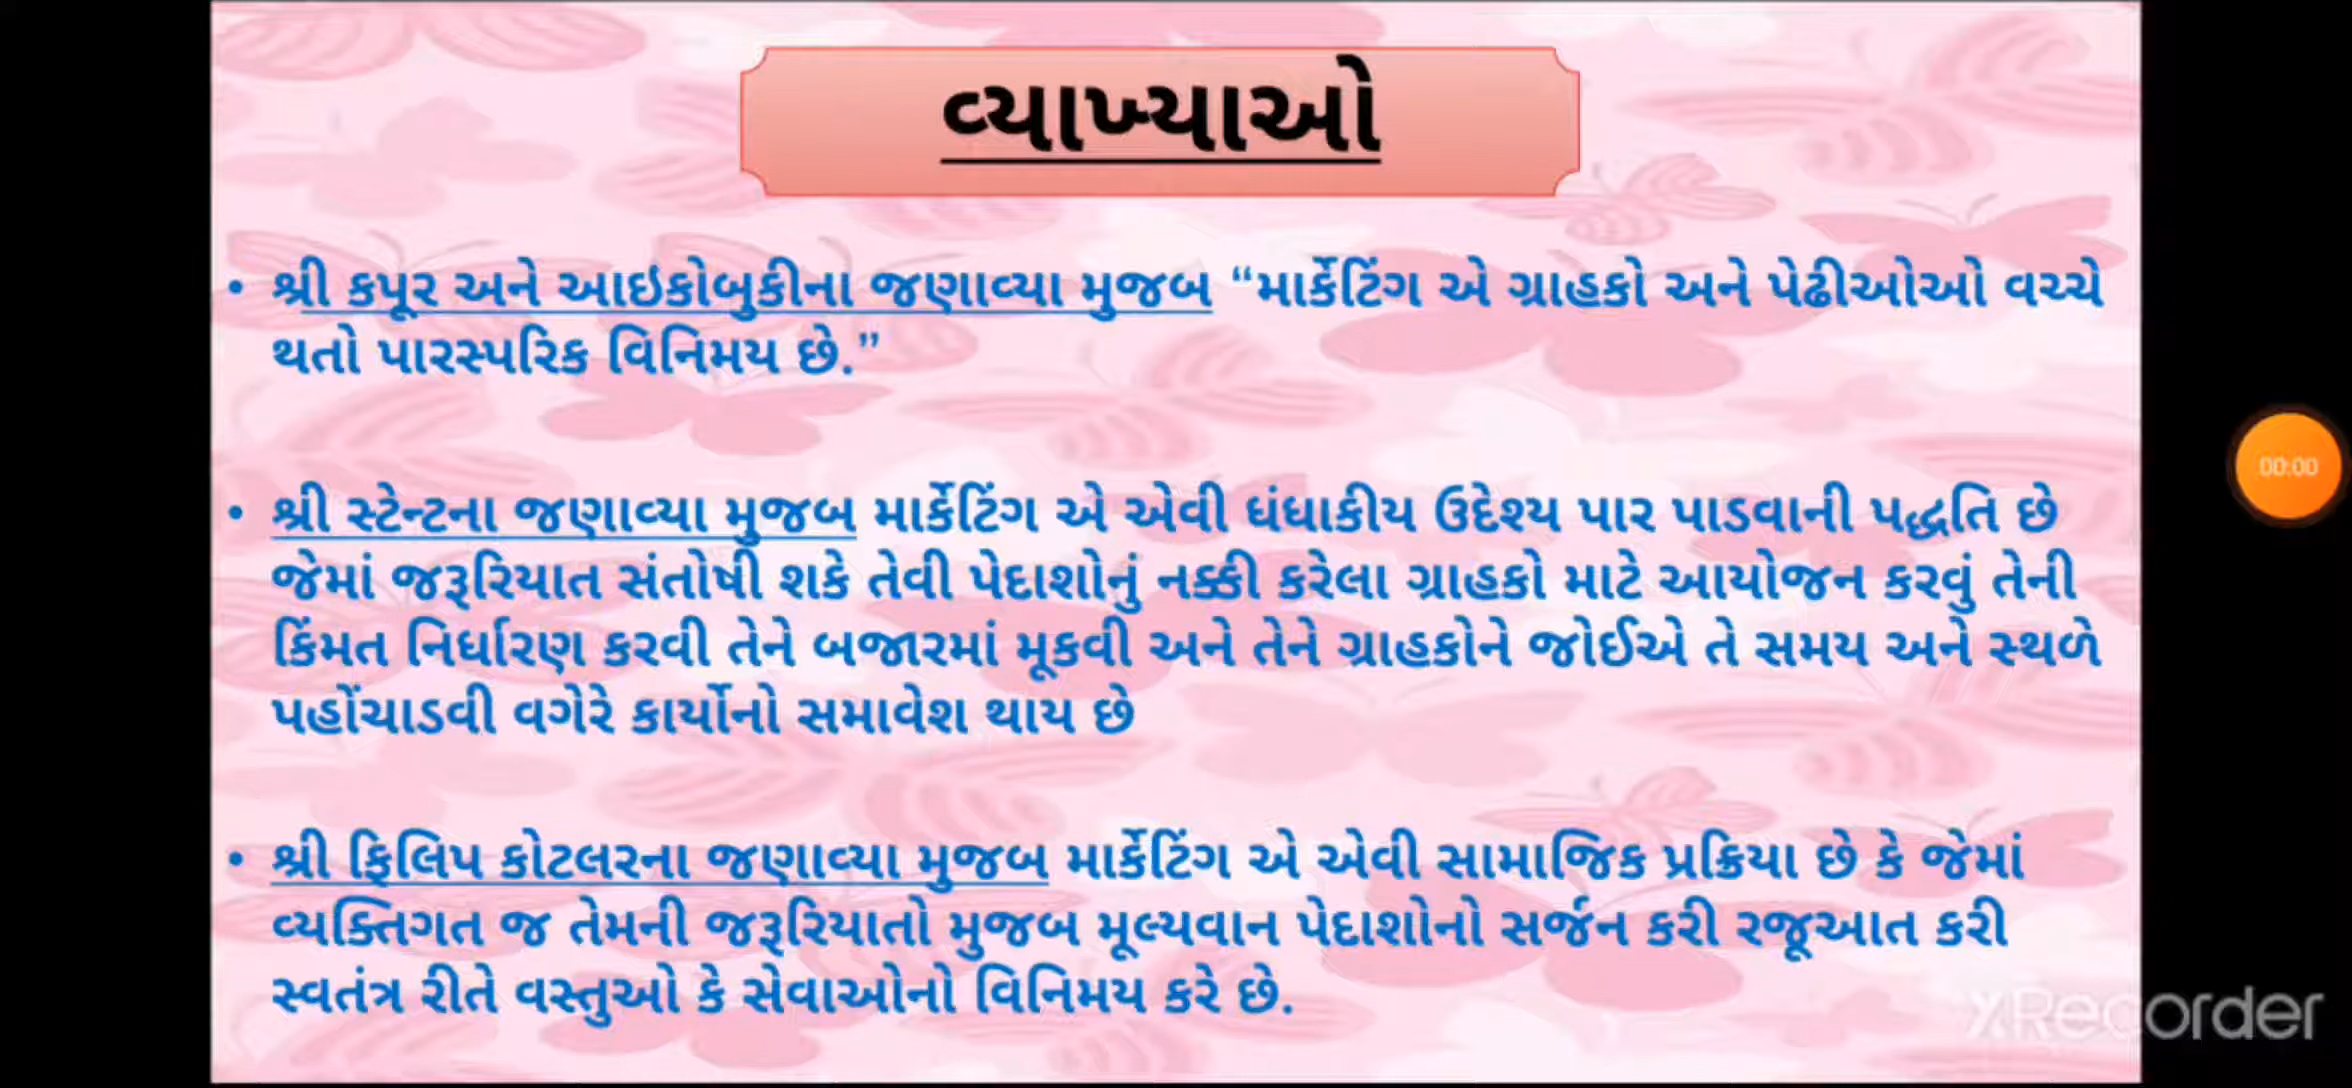 વ્યાખ્યાઓ
• શ્રી કપૂર અને આઇકોબુકીના જણાવ્યા મુજબ “માર્કેટિંગ એ ગ્રાહકો અને પેઢીઓઓ વચ્ચે
થતો પારસ્પરિક વિનિમય છે.”
• શ્રી સ્ટેન્ટના જણાવ્યા મુજબ માર્કેટિંગ એ એવી ધંધાકીય ઉદેશ્ય પાર પાડવાની પદ્ધતિ છે
જેમાં જરૂરિયાત સંતોષી શકે તેવી પેદાશોનું નક્કી કરેલા ગ્રાહકો માટે આયોજન કરવું તેની
કિંમત નિર્ધારણ કરવી તેને બજારમાં મૂકવી અને તેને ગ્રાહકોને જોઈએ તે સમય અને સ્થળે
પહોંચાડવી વગેરે કાર્યોનો સમાવેશ થાય છે
• શ્રી ફિલિપ કોટલરના જણાવ્યા મુજબ માર્કેટિંગ એ એવી સામાજિક પ્રક્રિયા છે કે જેમાં
વ્યક્તિગત જ તેમની જરૂરિયાતો મુજબ મૂલ્યવાન પેદાશોનો સર્જન કરી રજૂઆત કરી
સ્વતંત્ર રીતે વસ્તુઓ કે સેવાઓનો વિનિમય કરે છે.
00:00
XRecorder